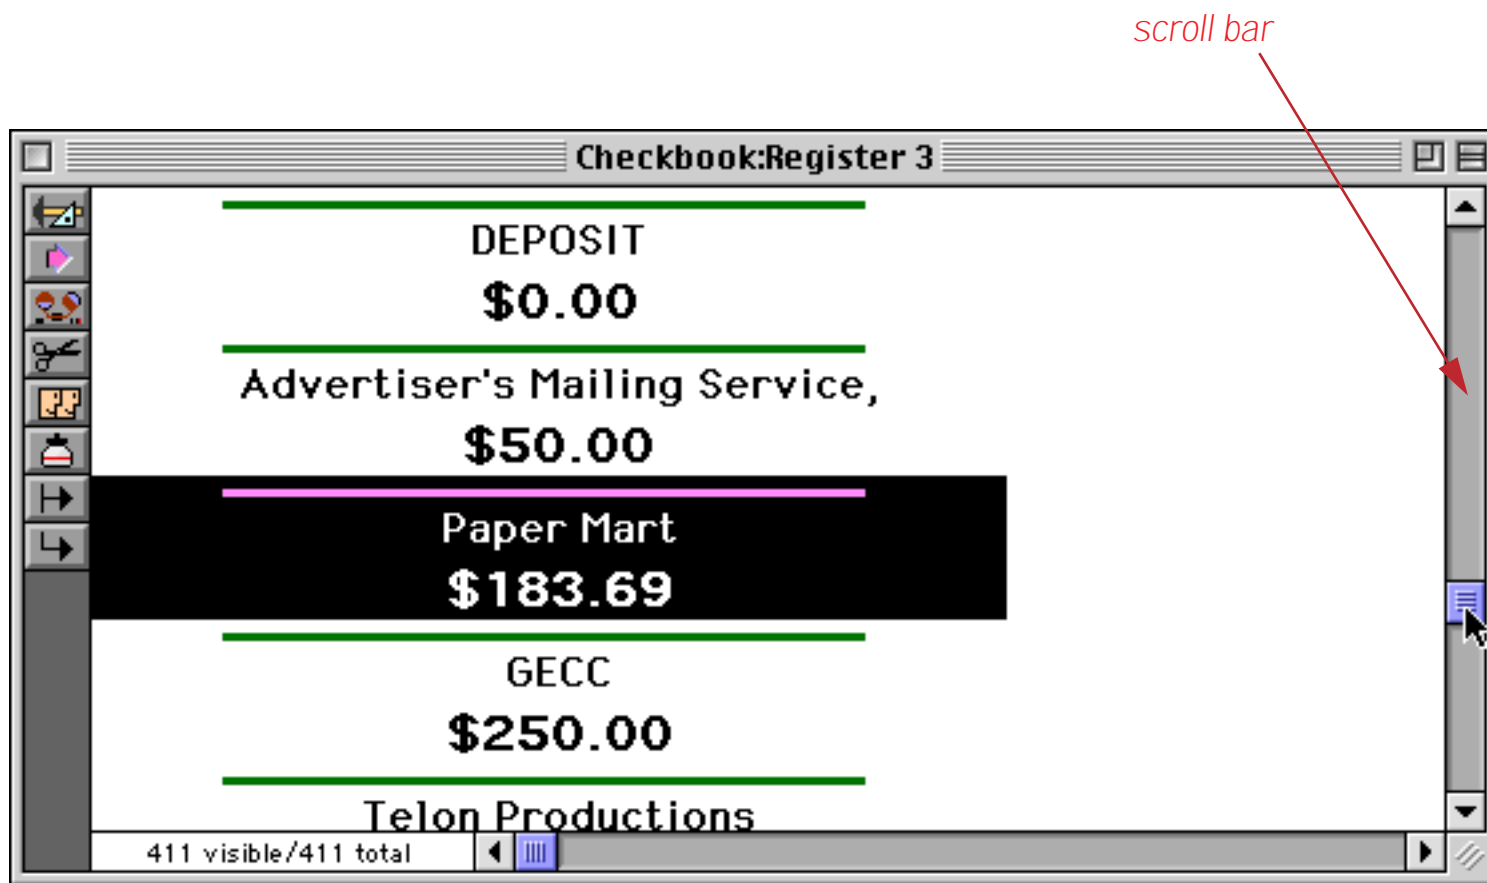 scroll bar
Checkbook:Register 3
DEPOSIT
$0.00
Advertiser's Mailing Service,
$50.00
Paper Mart
$183.69
GECC
$250.00
Telon Productions
411 visible/411 total